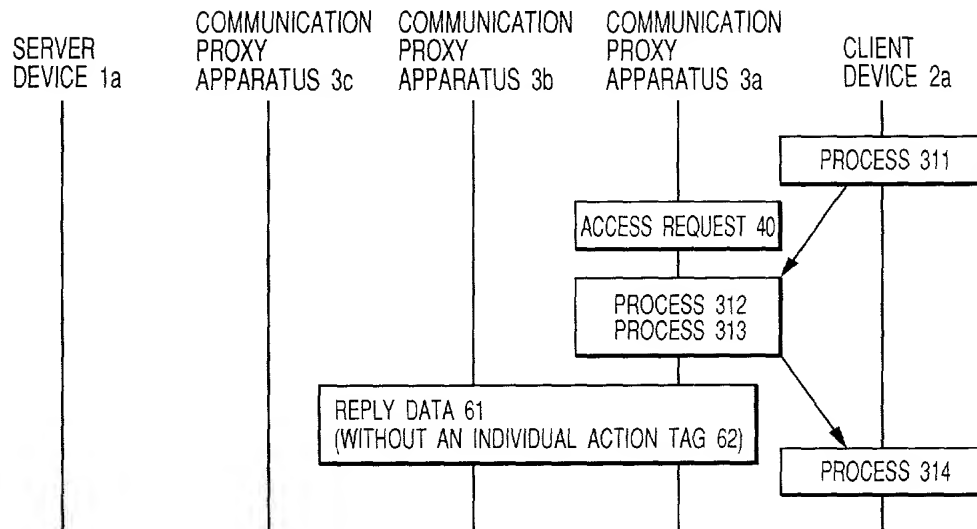 SERVER
DEVICE 1a
COMMUNICATION
PROXY
APPARATUS 3c
COMMUNICATION
PROXY
APPARATUS 3b
COMMUNICATION
PROXY
APPARATUS 3a
CLIENT
DEVICE 2a
PROCESS 311
ACCESS REQUEST 40
PROCESS 312
PROCESS 313
REPLY DATA 61
(WITHOUT AN INDIVIDUAL ACTION TAG 62)
PROCESS 314